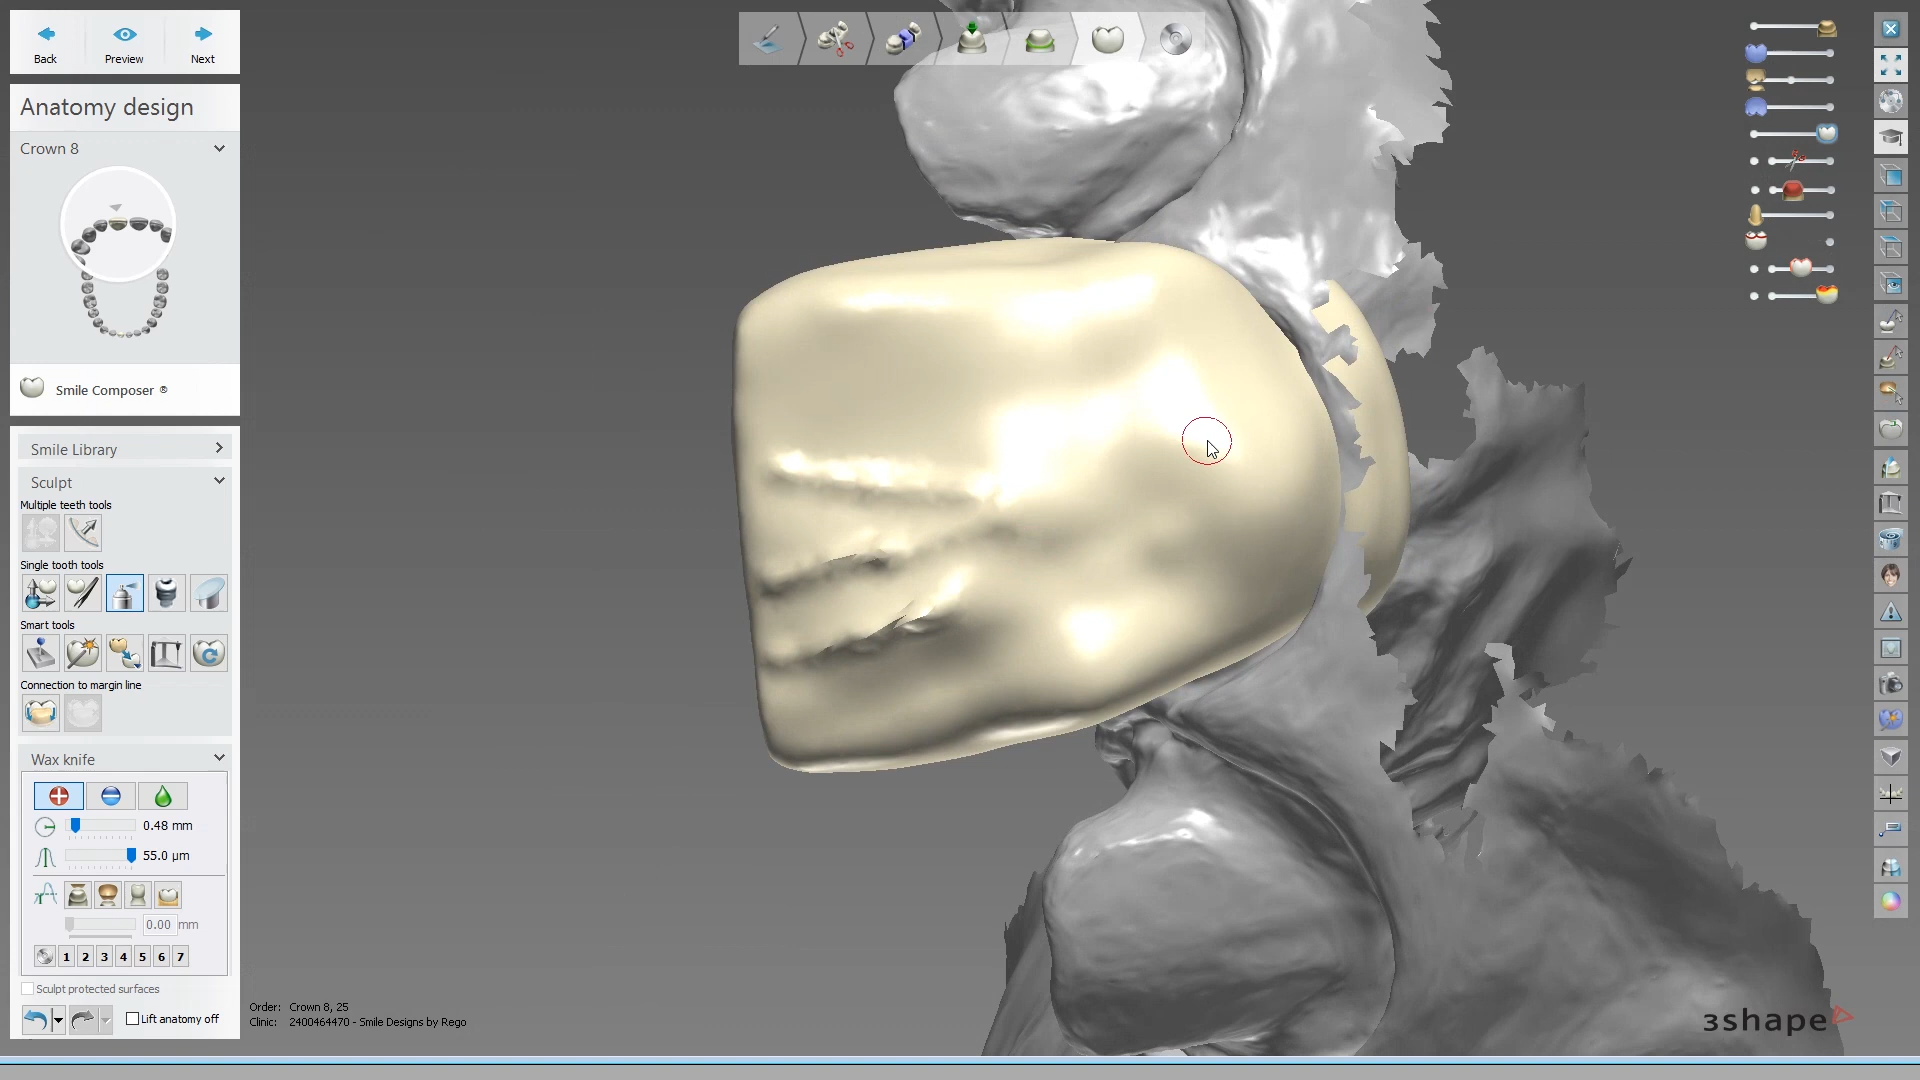 Back
Preview
Next
Anatomy design
Crown 8
Smile Composer ®
Smile Library
Sculpt
Multiple teeth tools
Single tooth tools
Smart tools
Connection to margin line
Wax knife
0.48 mm
55.0 µm
0.00 mm
1 2 3 4 5 6 7
Sculpt protected surfaces
Lift anatomy off
Order: Crown 8, 25
Clinic: 2400464470 - Smile Designs by Rego
3shape